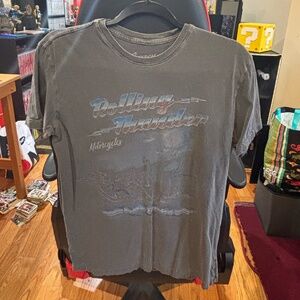 Rolling
Thunder
Motorcycles
?